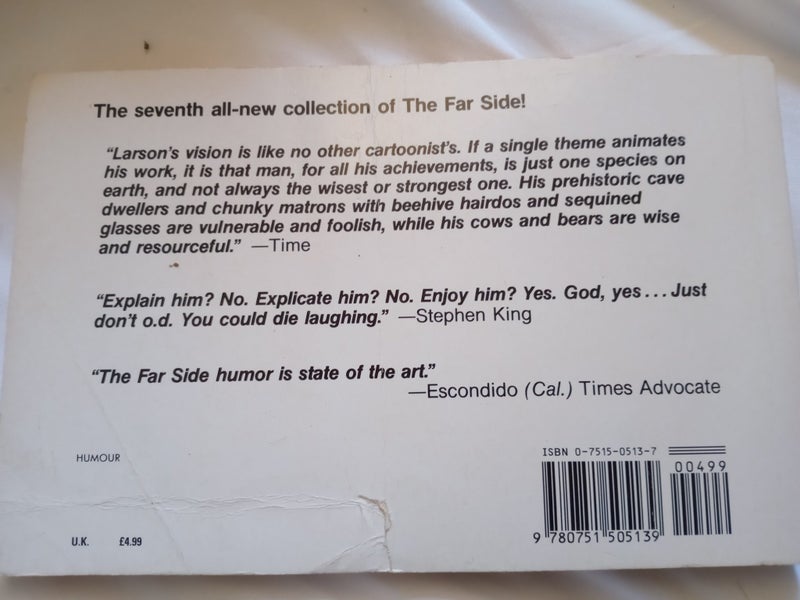 The seventh all-new collection of The Far Side!
“Larson’s vision is like no other cartoonist’s. If a single theme animates
his work, it is that man, for all his achievements, is just one species on
earth, and not always the wisest or strongest one. His prehistoric cave
dwellers and chunky matrons with beehive hairdos and sequined
glasses are vulnerable and foolish, while his cows and bears are wise
and resourceful.” —Time
“Explain him? No. Explicate him? No. Enjoy him? Yes. God, yes...Just
don’t o.d. You could die laughing.” —Stephen King
“The Far Side humor is state of the art.”
—Escondido (Cal.) Times Advocate
HUMOUR
U.K. £4.99
ISBN 0-7515-0513-7
00499
9 780751 505139